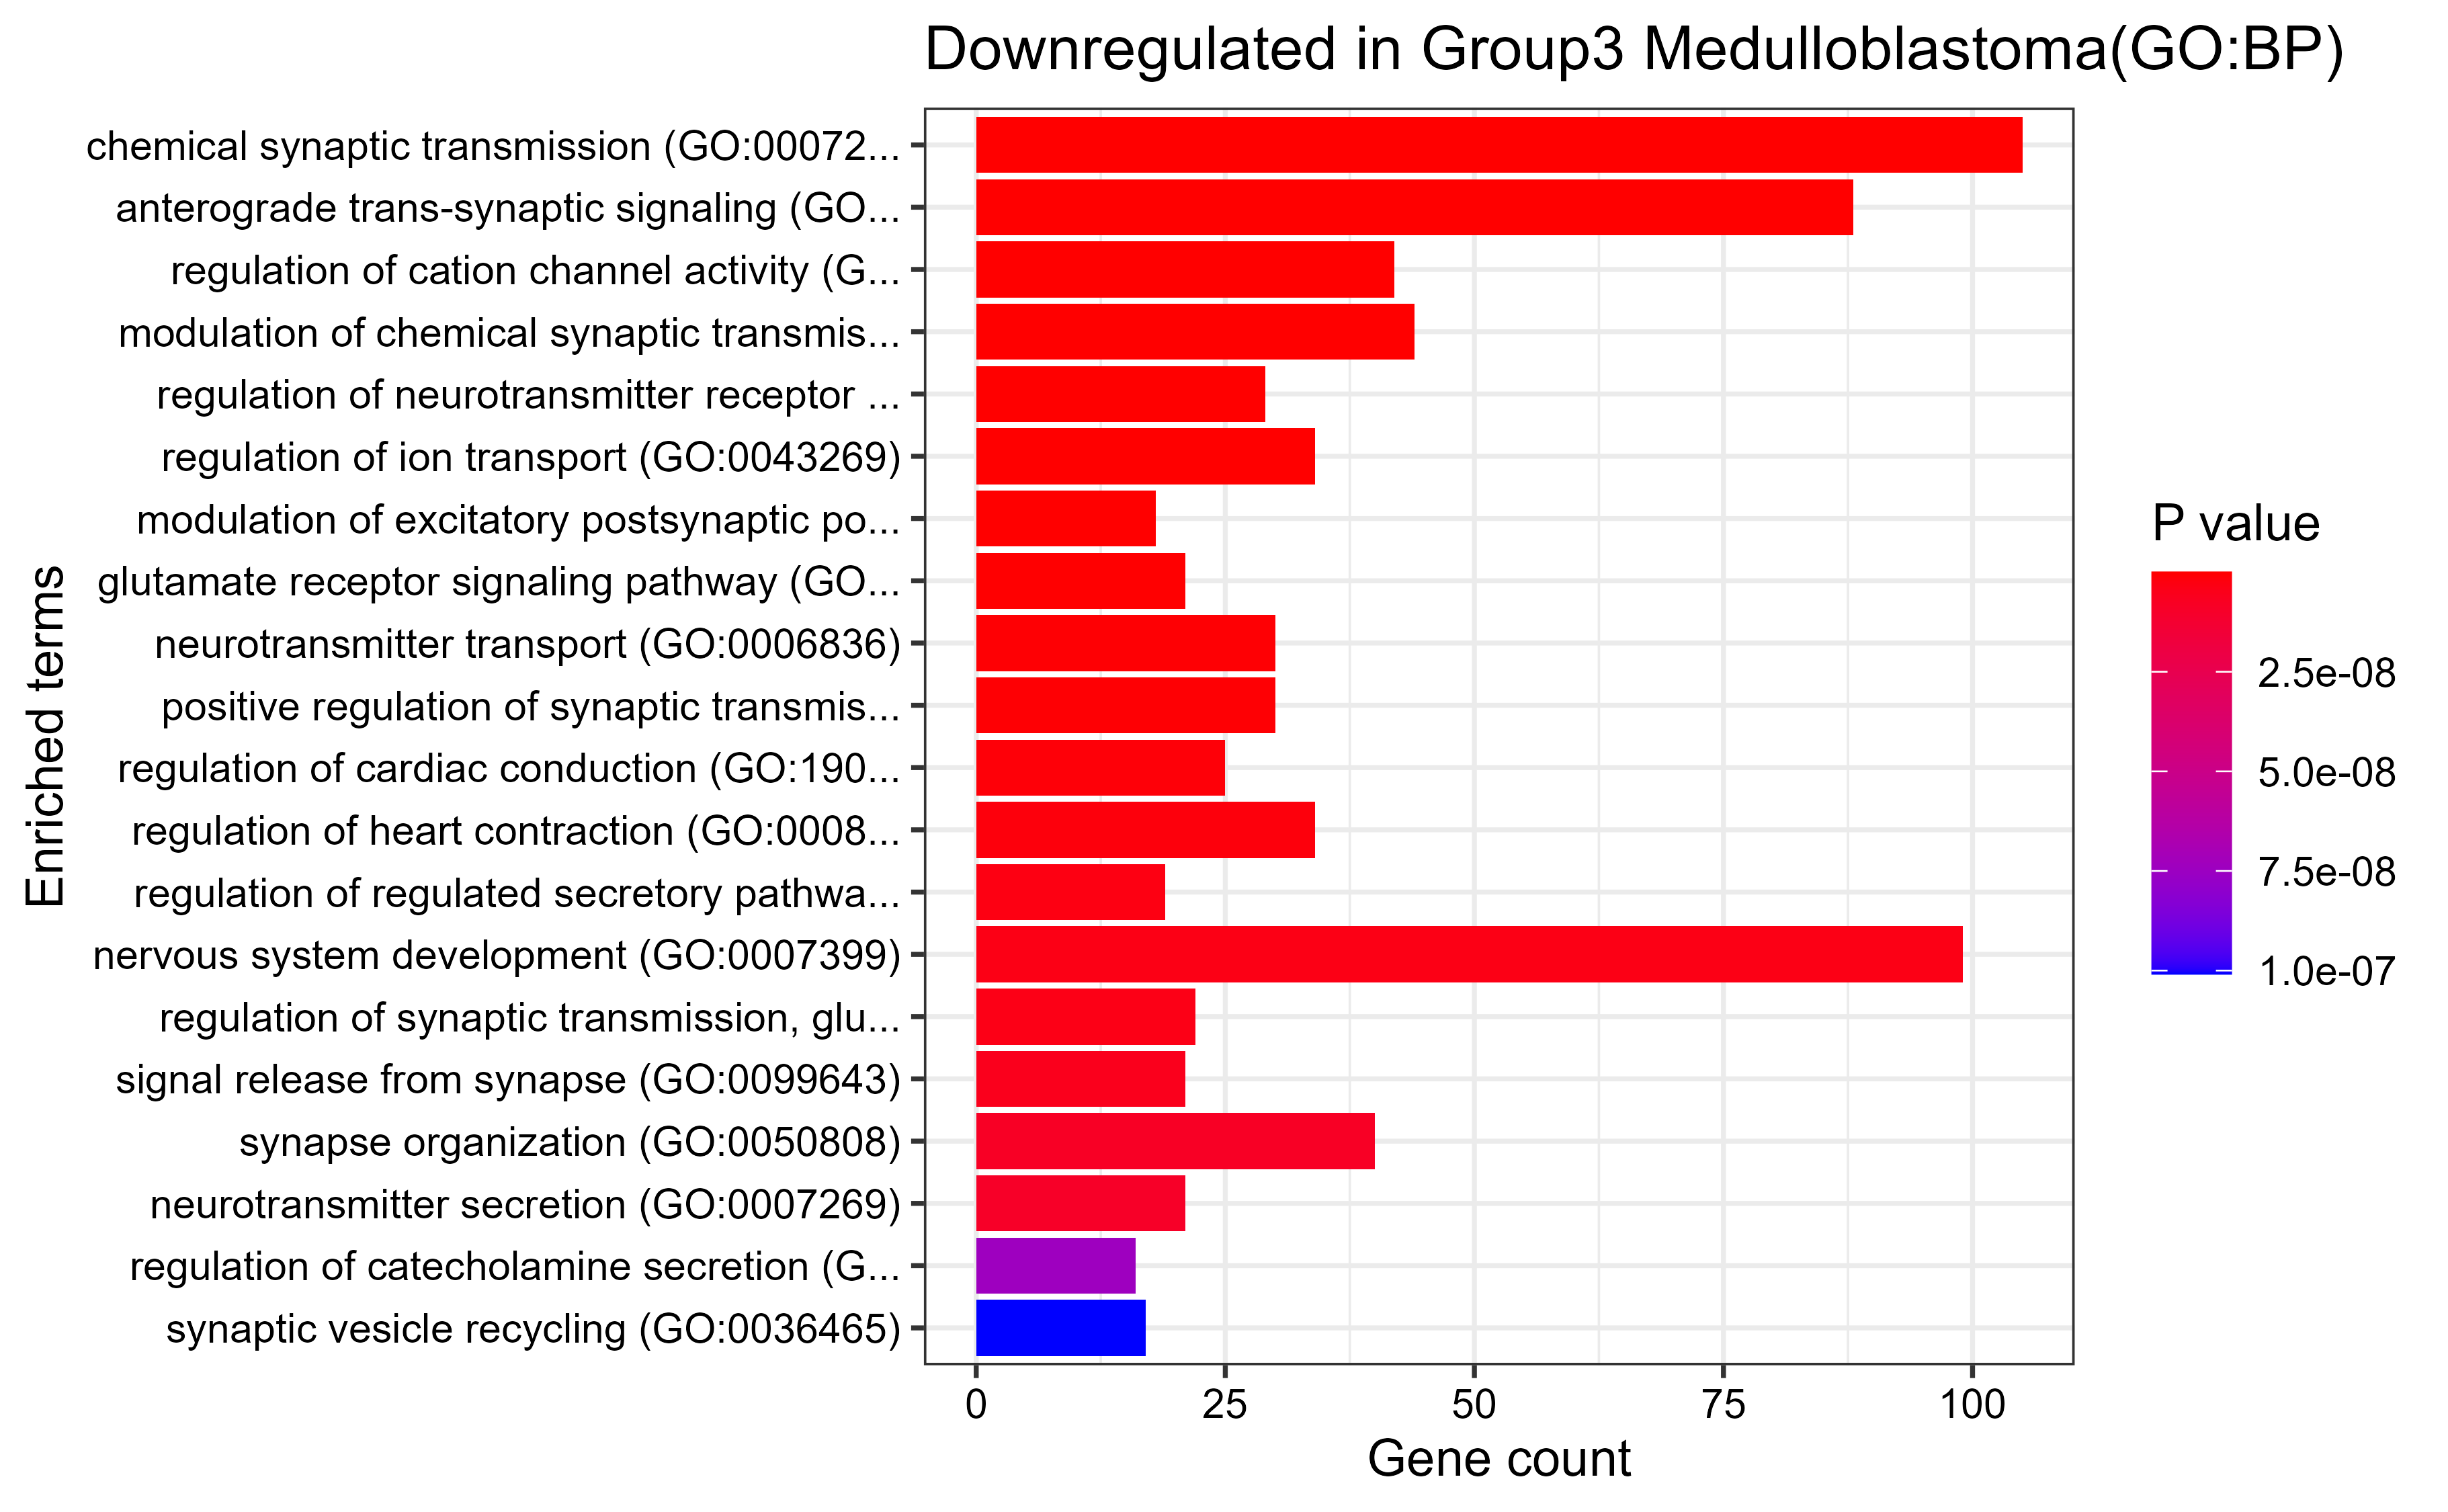 Downregulated in Group3 Medulloblastoma(GO:BP)
Enriched terms
chemical synaptic transmission (GO:00072...
anterograde trans-synaptic signaling (GO...
regulation of cation channel activity (G...
modulation of chemical synaptic transmis...
regulation of neurotransmitter receptor ...
regulation of ion transport (GO:0043269)
modulation of excitatory postsynaptic po...
glutamate receptor signaling pathway (GO...
neurotransmitter transport (GO:0006836)
positive regulation of synaptic transmis...
regulation of cardiac conduction (GO:190...
regulation of heart contraction (GO:0008...
regulation of regulated secretory pathwa...
nervous system development (GO:0007399)
regulation of synaptic transmission, glu...
signal release from synapse (GO:0099643)
synapse organization (GO:0050808)
neurotransmitter secretion (GO:0007269)
regulation of catecholamine secretion (G...
synaptic vesicle recycling (GO:0036465)
0 25 50 75 100
Gene count
P value
2.5e-08
5.0e-08
7.5e-08
1.0e-07